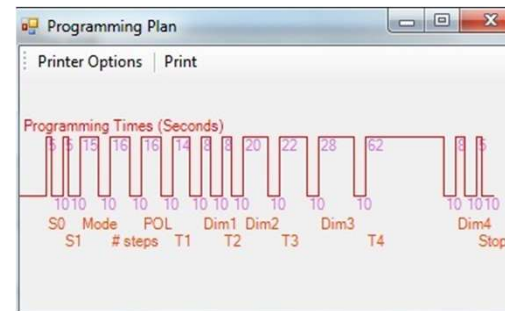 Programming Plan
Printer Options Print
Programming Times (Seconds)
5 5 15 16 16 14 8 8 20 22 28 62 8 5
10 10 10 10 10 10 10 10 10 10 10 10 10 10
S0 Mode POL Dim1 Dim2 Dim3 Dim4
S1 # steps T1 T2 T3 T4 Stop